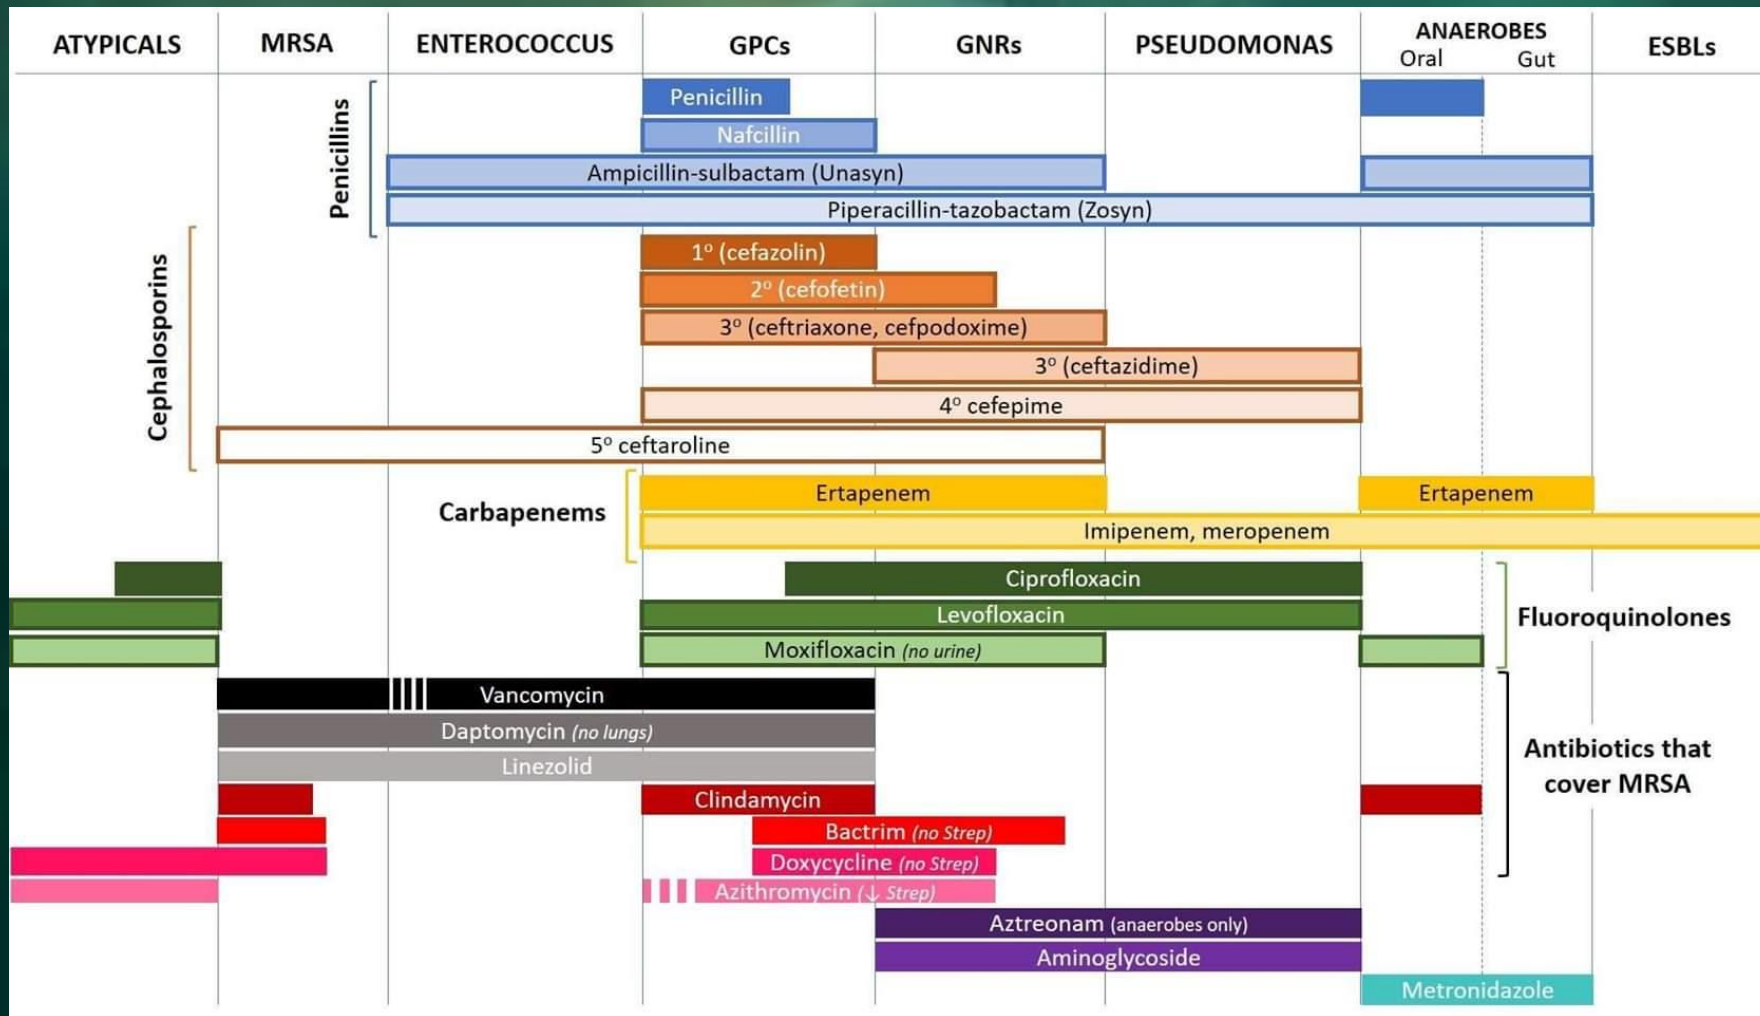 ATYPICALS
MRSA
ENTEROCOCCUS
GPCs
GNRs
PSEUDOMONAS
ANAEROBES
Oral
Gut
ESBLs
Penicillins
Penicillin
Nafcillin
Ampicillin-sulbactam (Unasyn)
Piperacillin-tazobactam (Zosyn)
Cephalosporins
1º (cefazolin)
2º (cefofetin)
3º (ceftriaxone, cefpodoxime)
3º (ceftazidime)
4º cefepime
5º ceftaroline
Carbapenems
Ertapenem
Ertapenem
Imipenem, meropenem
Ciprofloxacin
Levofloxacin
Moxifloxacin (no urine)
Fluoroquinolones
Vancomycin
Daptomycin (no lungs)
Linezolid
Clindamycin
Bactrim (no Strep)
Doxycycline (no Strep)
Azithromycin (↓ Strep)
Antibiotics that
cover MRSA
Aztreonam (anaerobes only)
Aminoglycoside
Metronidazole